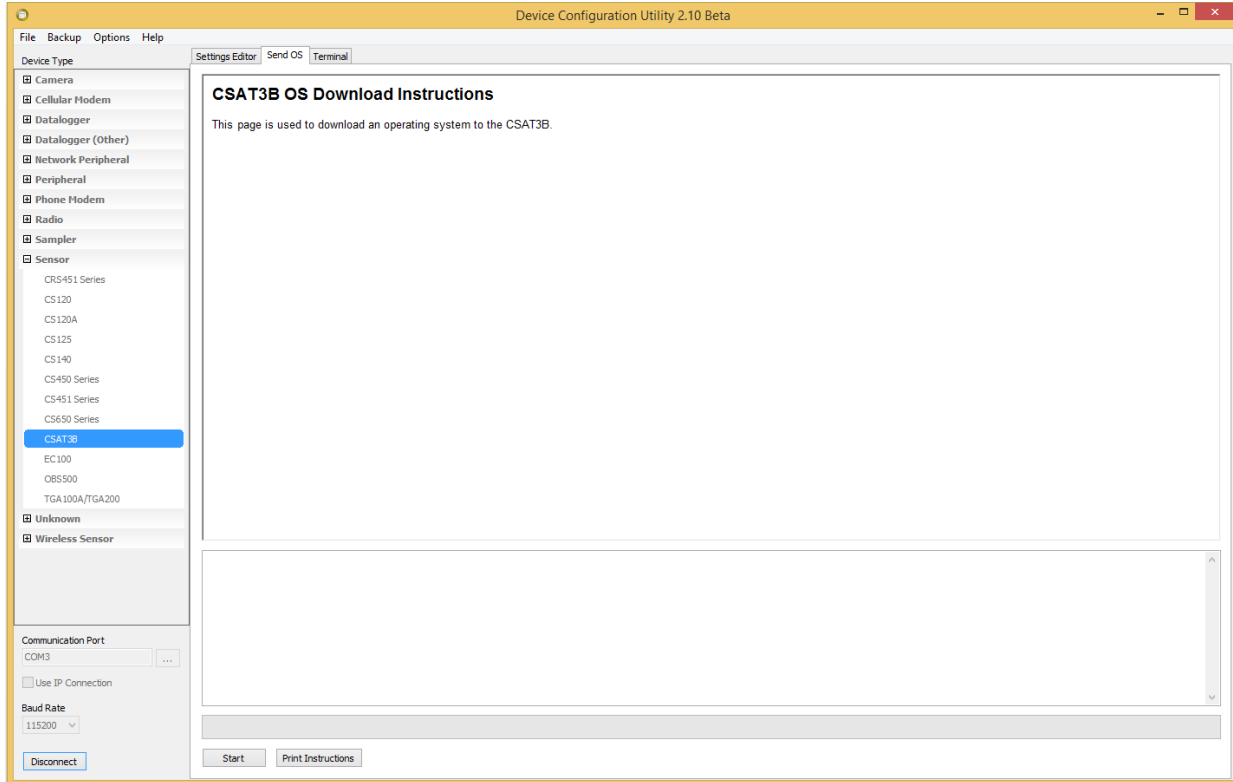 Device Configuration Utility 2.10 Beta
File Backup Options Help
Device Type
Camera
Cellular Modem
Datalogger
Datalogger (Other)
Network Peripheral
Peripheral
Phone Modem
Radio
Sampler
Sensor
CRS451 Series
CS120
CS120A
CS125
CS140
CS450 Series
CS451 Series
CS650 Series
CSAT3B
EC100
OBS500
TGA100A/TGA200
Unknown
Wireless Sensor
Communication Port
COM3
...
Use IP Connection
Baud Rate
115200
Disconnect
Settings Editor Send OS Terminal
CSAT3B OS Download Instructions
This page is used to download an operating system to the CSAT3B.
Start Print Instructions